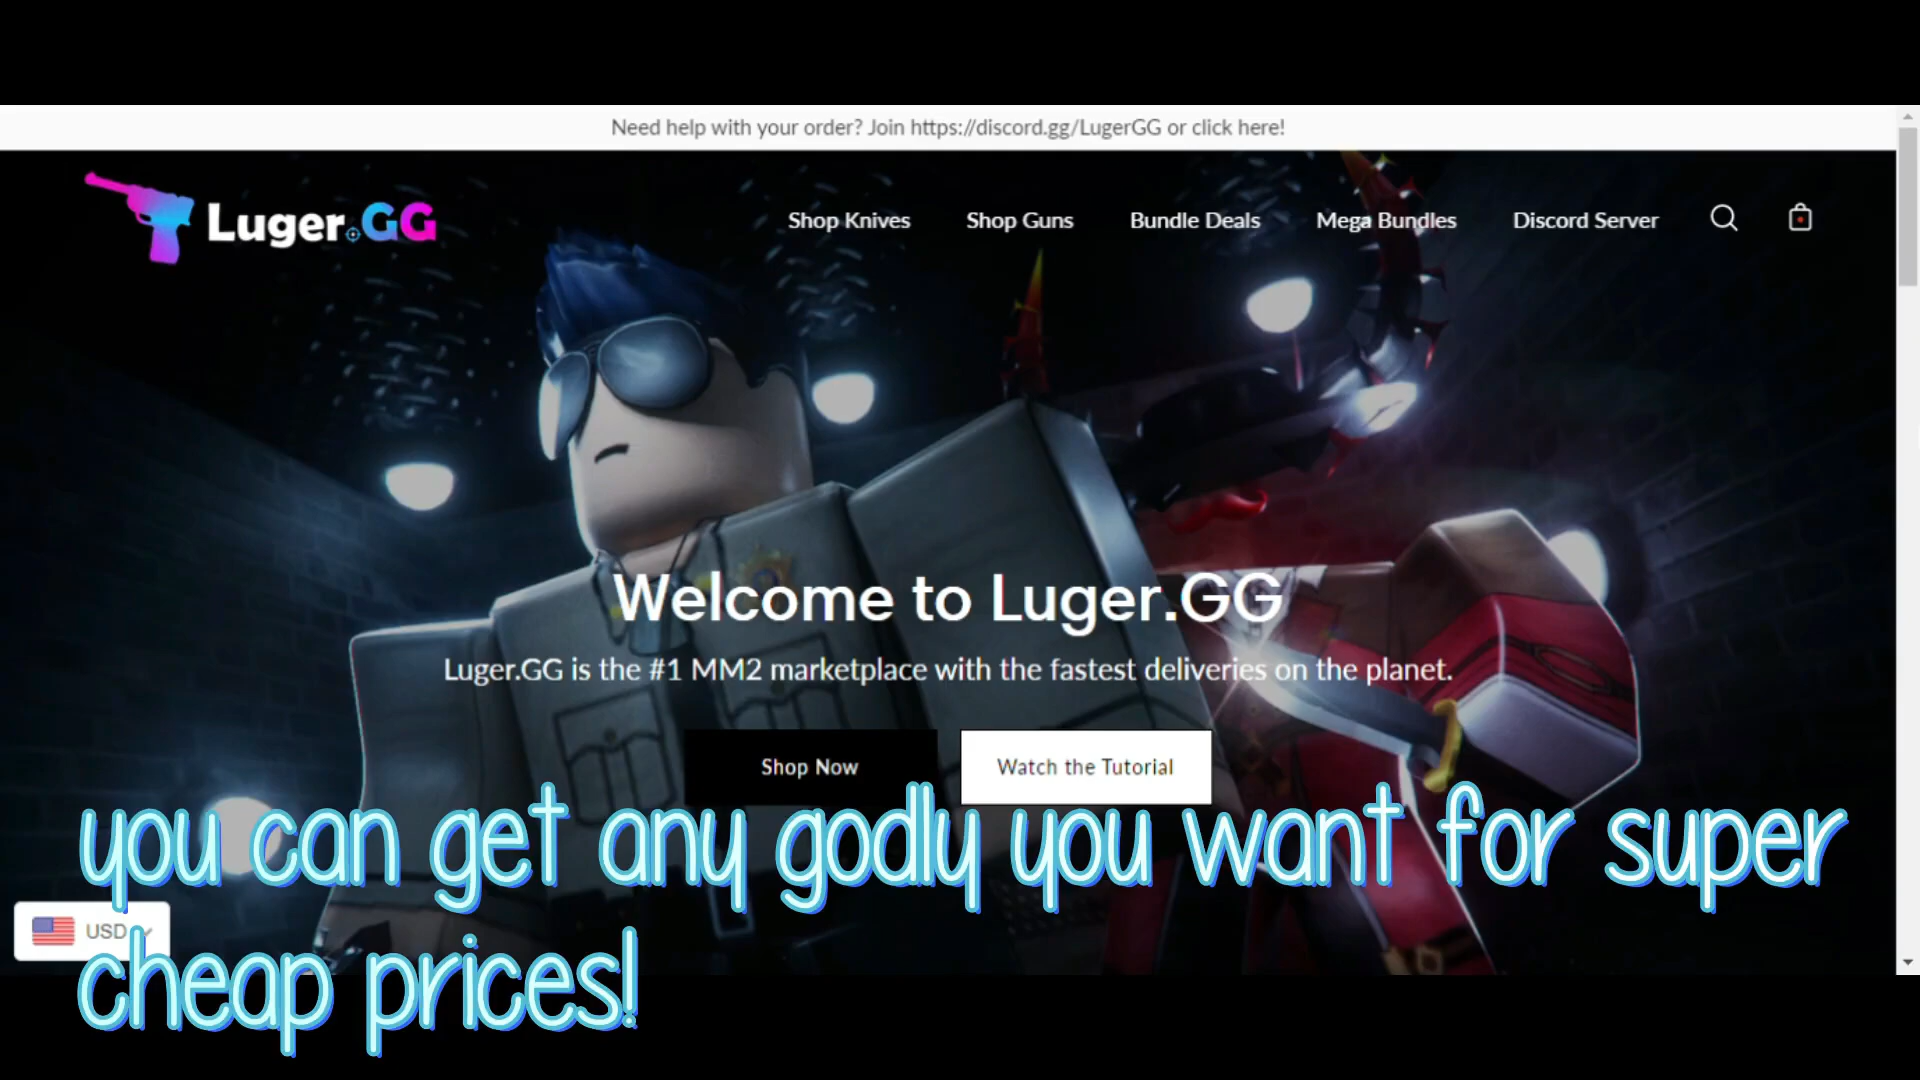 Need help with your order? Join https://discord.gg/LugerGG or click here!
Luger.GG
Shop Knives
Shop Guns
Bundle Deals
Mega Bundles
Discord Server
Welcome to Luger.GG
Luger.GG is the #1 MM2 marketplace with the fastest deliveries on the planet.
Shop Now
Watch the Tutorial
you can get any godly you want for super
cheap prices!
USD